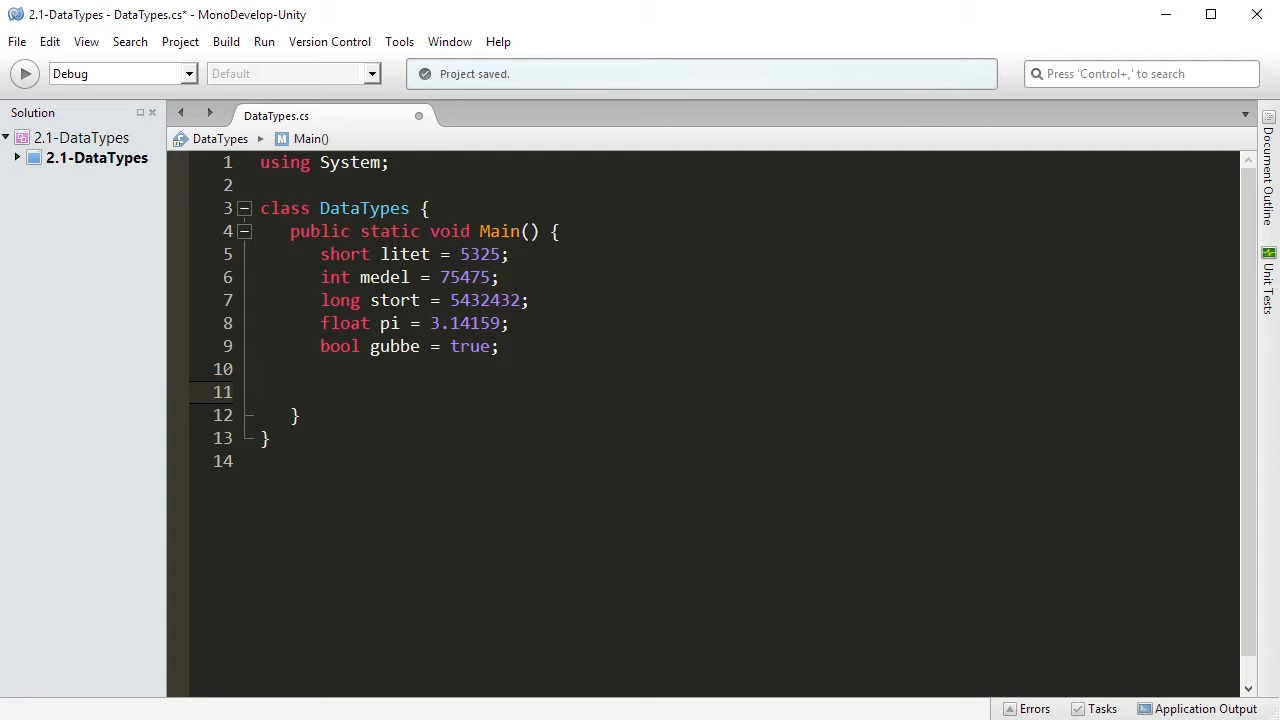 2.1-DataTypes - DataTypes.cs* - MonoDevelop-Unity
File Edit View Search Project Build Run Version Control Tools Window Help
Debug Default Project saved. Press 'Control+,' to search
Solution
2.1-DataTypes
2.1-DataTypes
DataTypes.cs
DataTypes Main()
1 using System;
2
3 class DataTypes {
4 public static void Main() {
5 short litet = 5325;
6 int medel = 75475;
7 long stort = 5432432;
8 float pi = 3.14159;
9 bool gubbe = true;
10
11
12 }
13 }
14
Document Outline
Unit Tests
Errors Tasks Application Output